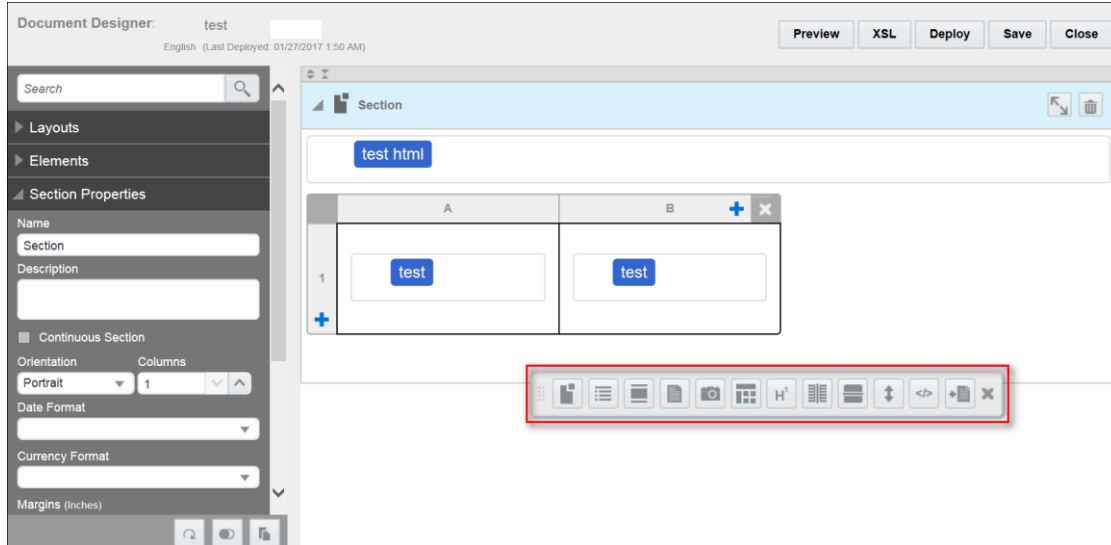 Document Designer: test
English (Last Deployed: 01/27/2017 1:50 AM)
Preview XSL Deploy Save Close
Search
Layouts
Elements
Section Properties
Name
Section
Description
Continuous Section
Orientation Columns
Portrait 1
Date Format
Currency Format
Margins (Inches)
Section
test html
A B
1 test test
H¹ </>